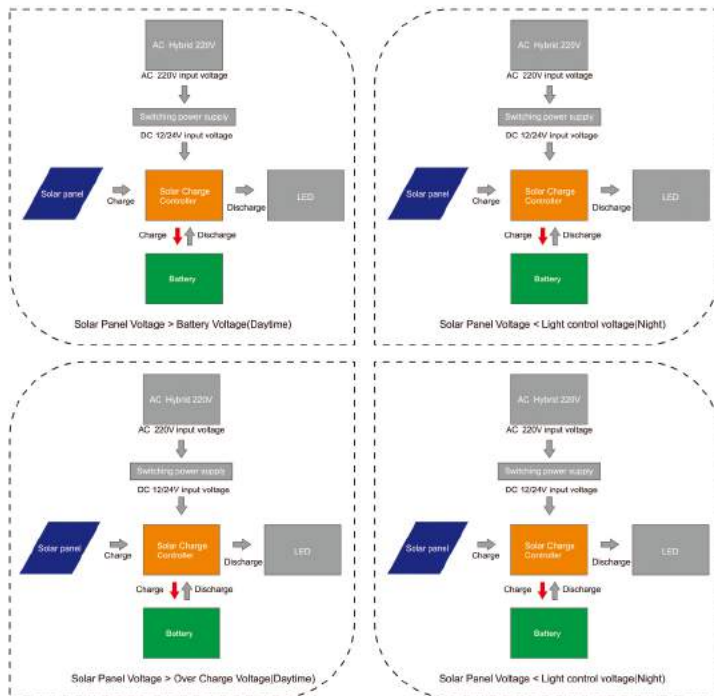 AC Hybrid 220V
AC 220V input voltage
Switching power supply
DC 12/24V input voltage
Solar panel
Charge
Solar Charge
Controller
Discharge
LED
Charge
Discharge
Battery
Solar Panel Voltage > Battery Voltage(Daytime)
AC Hybrid 220V
AC 220V input voltage
Switching power supply
DC 12/24V input voltage
Solar panel
Charge
Solar Charge
Controller
Discharge
LED
Charge
Discharge
Battery
Solar Panel Voltage < Light control voltage|Night)
AC Hybrid 220V
AC 220V input voltage
Switching power supply
DC 12/24V input voltage
Solar panel
Charge
Solar Charge
Controller
Discharge
LED
Charge
Discharge
Battery
Solar Panel Voltage > Over Charge Voltage|Daytime)
AC Hybrid 220V
AC 220V input voltage
Switching power supply
DC 12/24V input voltage
Solar panel
Charge
Solar Charge
Controller
Discharge
LED
Charge
Discharge
Battery
Solar Panel Voltage < Light control voltage|Night)